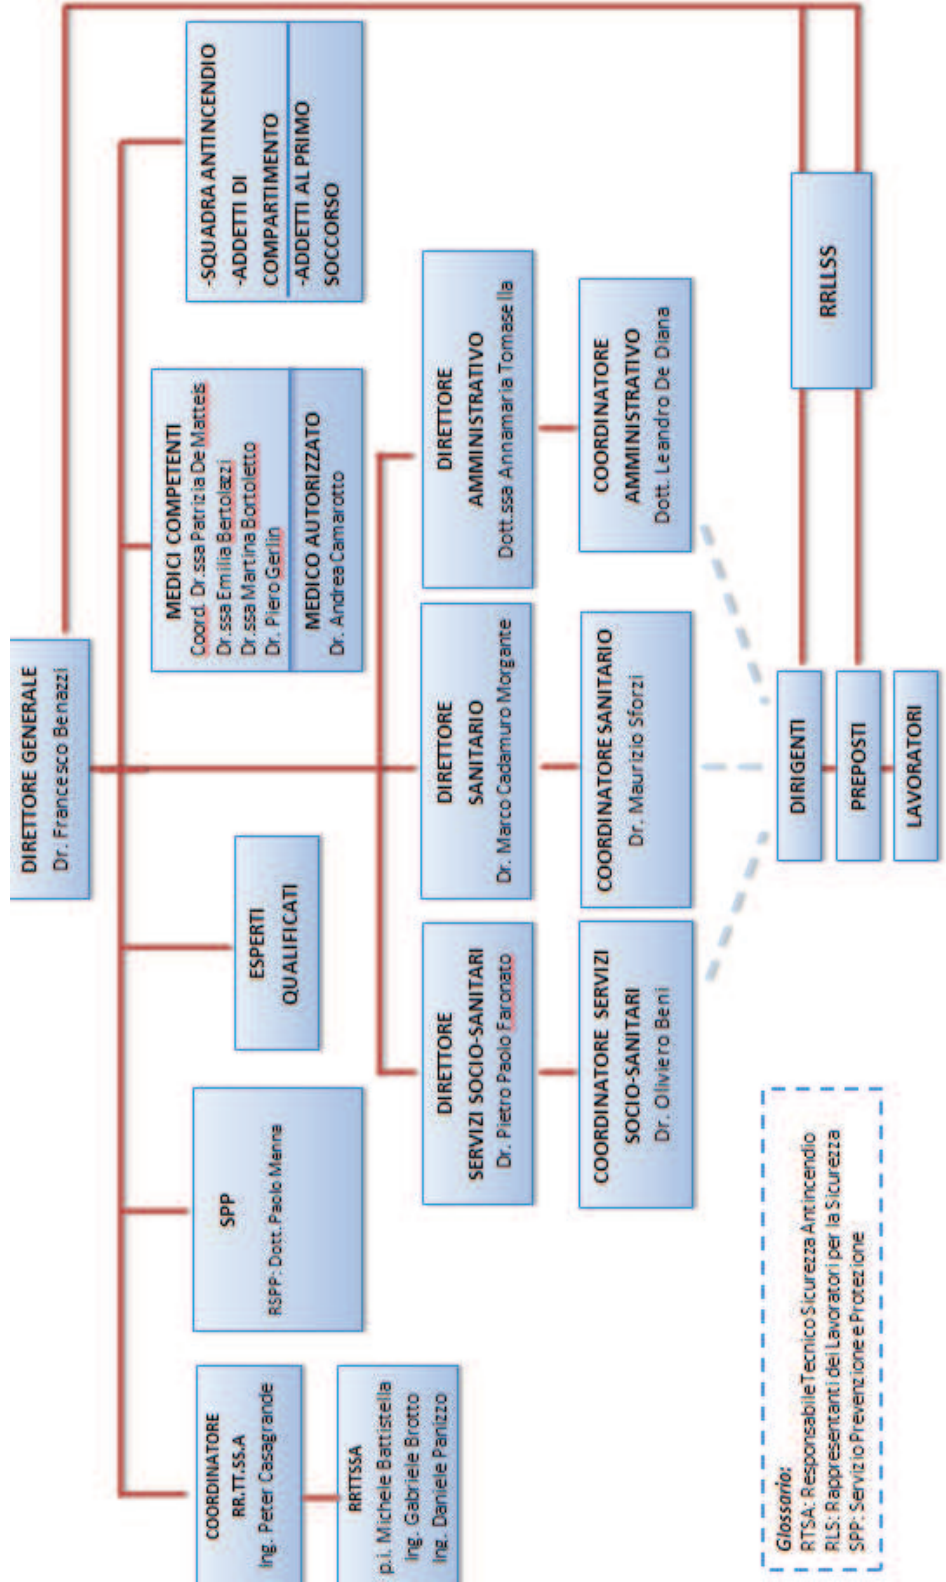 DIRETTORE GENERALE
Dr. Francesco Benazzi
COORDINATORE
RR.TT.SS.A
Ing. Peter Casagrande
RRTTSSA
p.i. Michele Battistella
Ing. Gabriele Brotto
Ing. Daniele Panizzo
SPP
RSPP: Dott. Paolo Menna
ESPERTI
QUALIFICATI
MEDICI COMPETENTI
Coord. Dr.ssa Patrizia De Matteis
Dr.ssa Emilia Bertolazzi
Dr.ssa Martina Bortoletto
Dr. Piero Gerlin
MEDICO AUTORIZZATO
Dr. Andrea Camarotto
-SQUADRA ANTINCENDIO
-ADDETTI DI
COMPARTIMENTO
-ADDETTI AL PRIMO
SOCCORSO
DIRETTORE
SERVIZI SOCIO-SANITARI
Dr. Pietro Paolo Faronato
DIRETTORE
SANITARIO
Dr. Marco Cadamuro Morgante
DIRETTORE
AMMINISTRATIVO
Dott.ssa Annamaria Tomasella
COORDINATORE SERVIZI
SOCIO-SANITARI
Dr. Oliviero Beni
COORDINATORE SANITARIO
Dr. Maurizio Sforzi
COORDINATORE
AMMINISTRATIVO
Dott. Leandro De Diana
DIRIGENTI
PREPOSTI
LAVORATORI
RRLLSS
Glossario:
RTSA: Responsabile Tecnico Sicurezza Antincendio
RLS: Rappresentanti dei Lavoratori per la Sicurezza
SPP: Servizio Prevenzione e Protezione